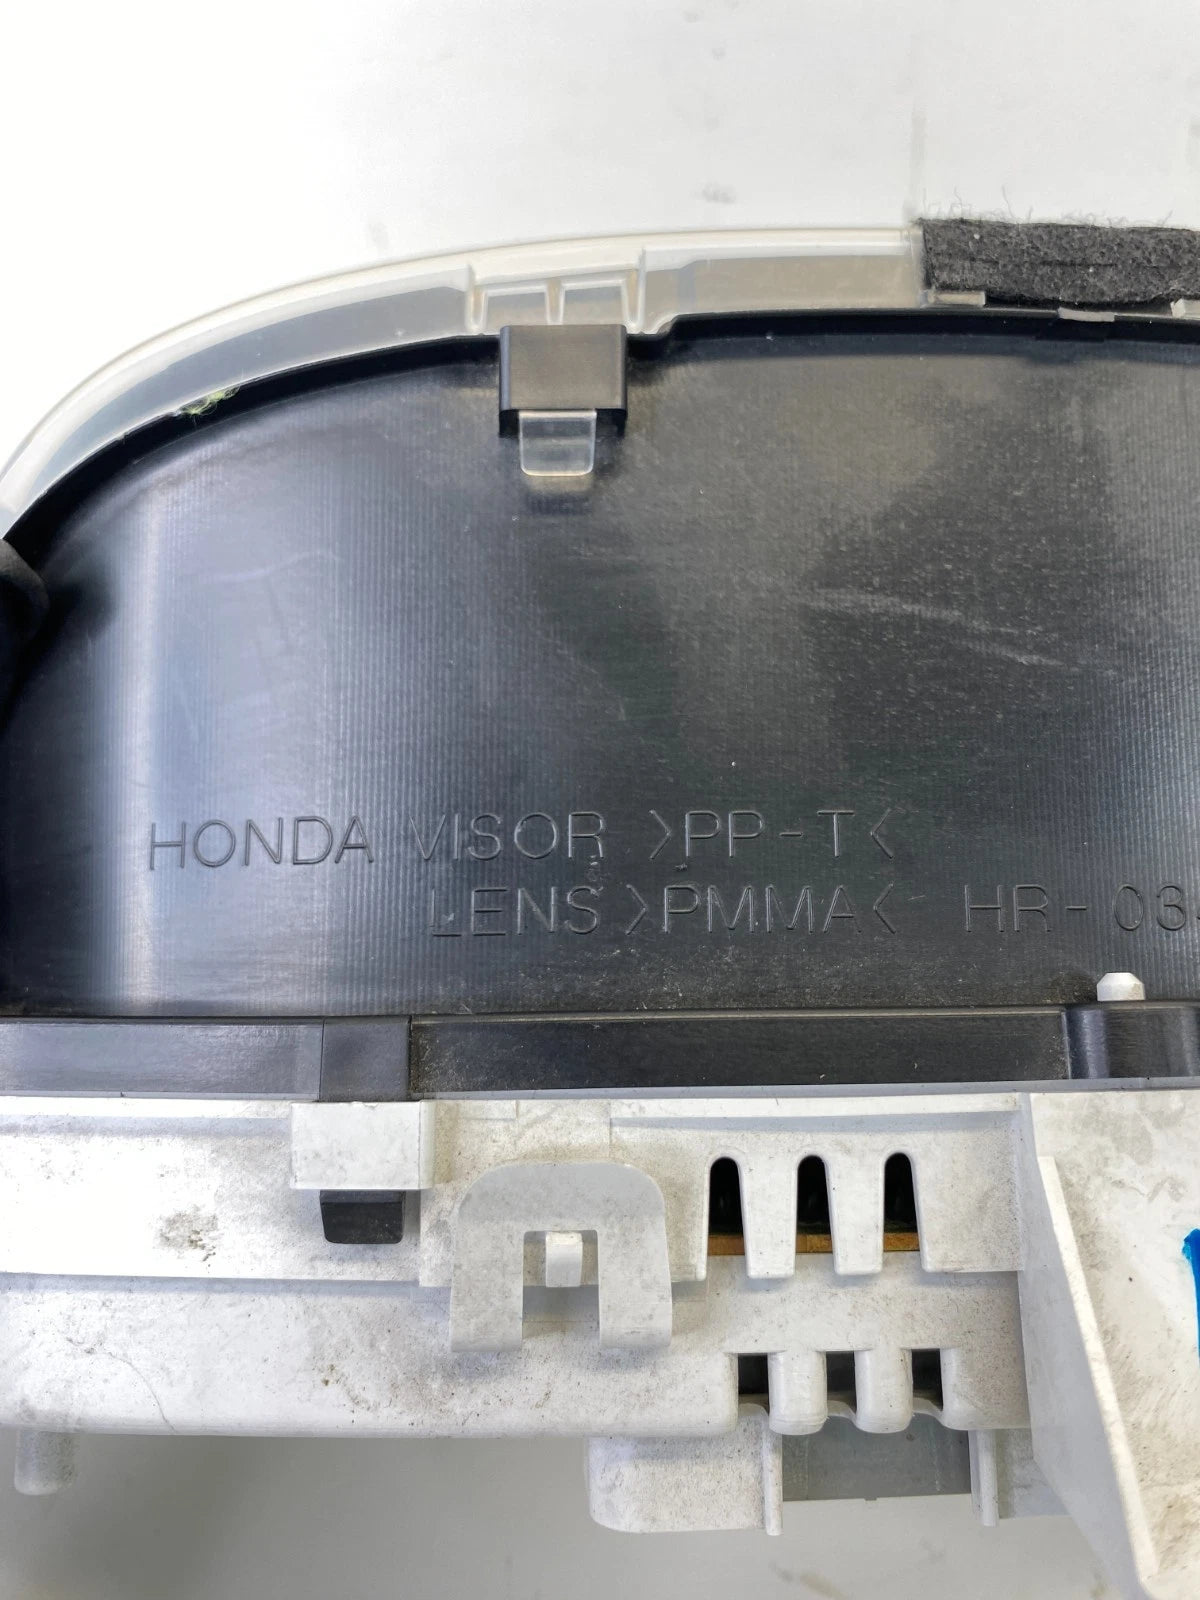 HONDA VISOR >PP-T<
LENS >PMMA< HR-03